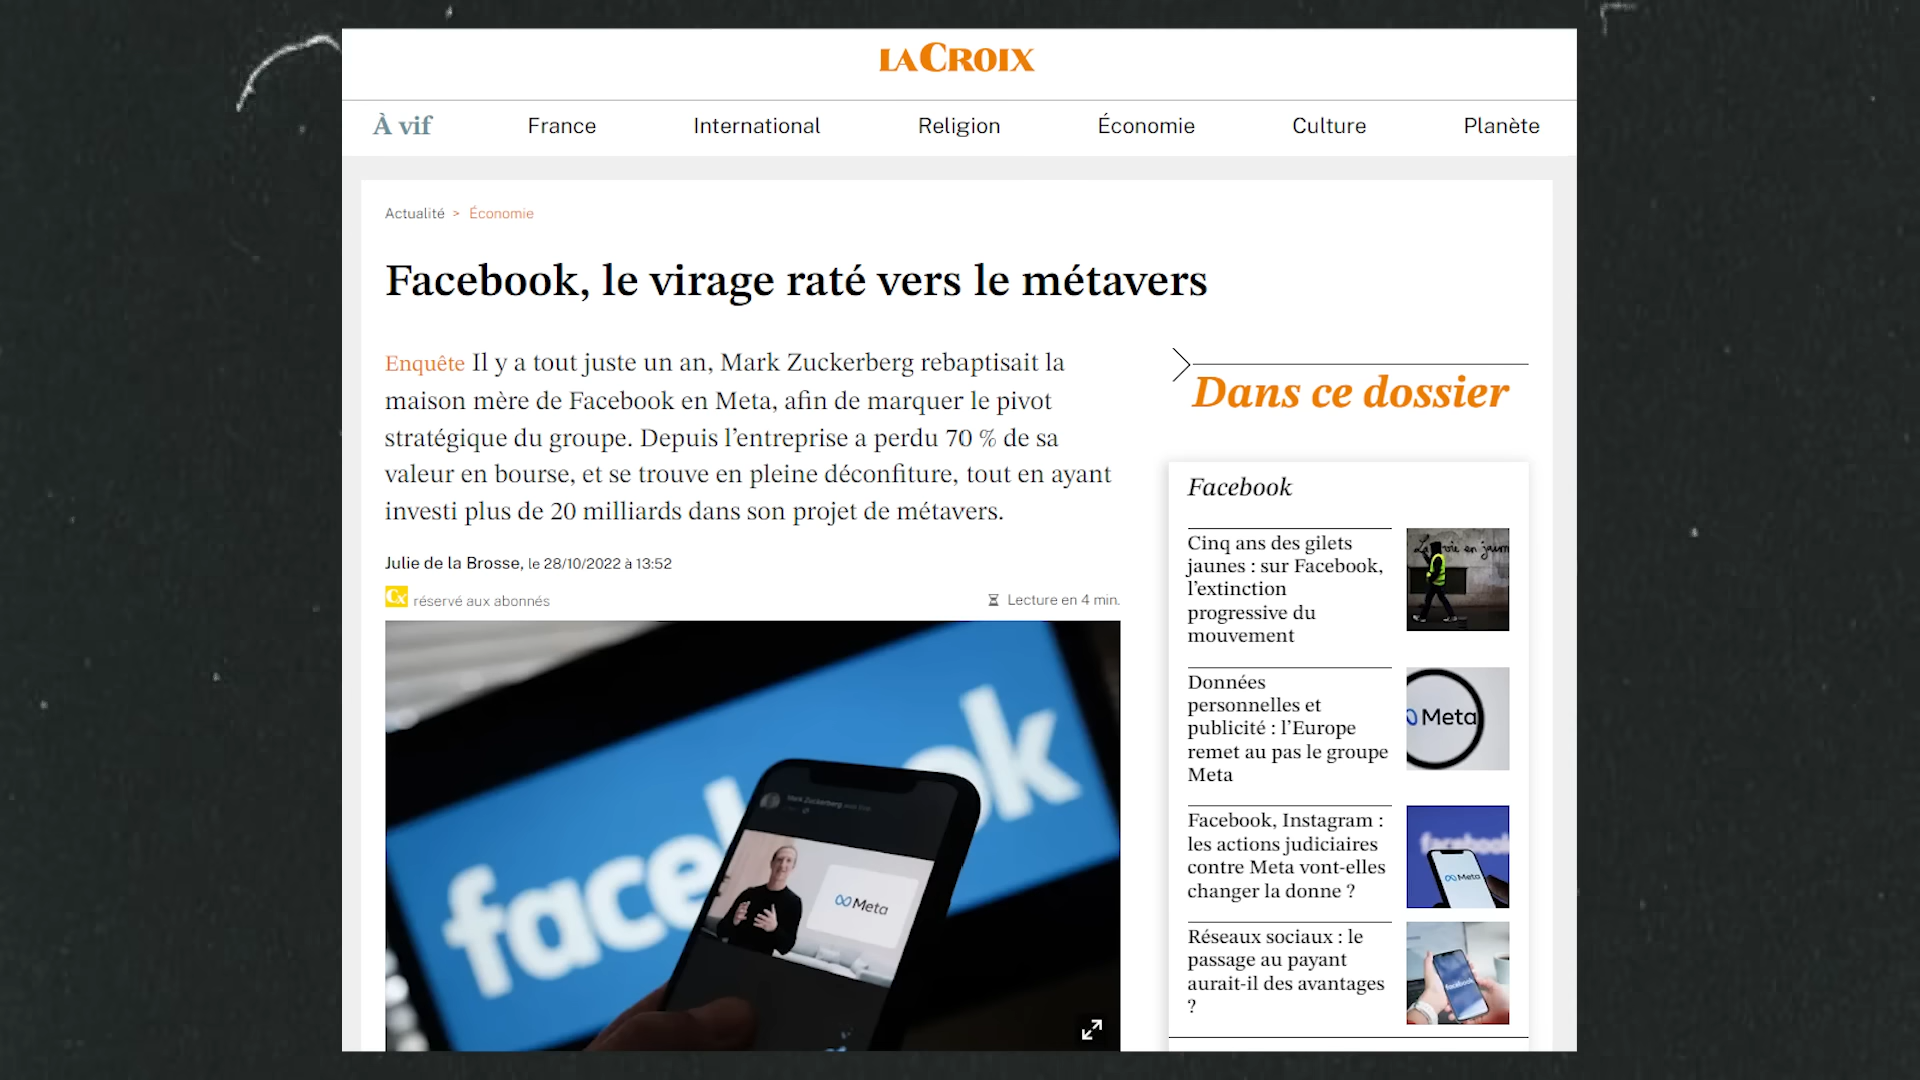 LA CROIX
À vif France International Religion Économie Culture Planète
Actualité > Économie
Facebook, le virage raté vers le métavers
Enquête Il y a tout juste un an, Mark Zuckerberg rebaptisait la
maison mère de Facebook en Meta, afin de marquer le pivot
stratégique du groupe. Depuis l’entreprise a perdu 70 % de sa
valeur en bourse, et se trouve en pleine déconfiture, tout en ayant
investi plus de 20 milliards dans son projet de métavers.
Julie de la Brosse, le 28/10/2022 à 13:52
Cx réservé aux abonnés
Lecture en 4 min.
facebook
Mark Zuckerberg
Meta
Dans ce dossier
Facebook
Cinq ans des gilets
jaunes : sur Facebook,
l’extinction
progressive du
mouvement
Données
personnelles et
publicité : l’Europe
remet au pas le groupe
Meta
Meta
Facebook, Instagram :
les actions judiciaires
contre Meta vont-elles
changer la donne ?
facebook
Meta
Réseaux sociaux : le
passage au payant
aurait-il des avantages
?
facebook